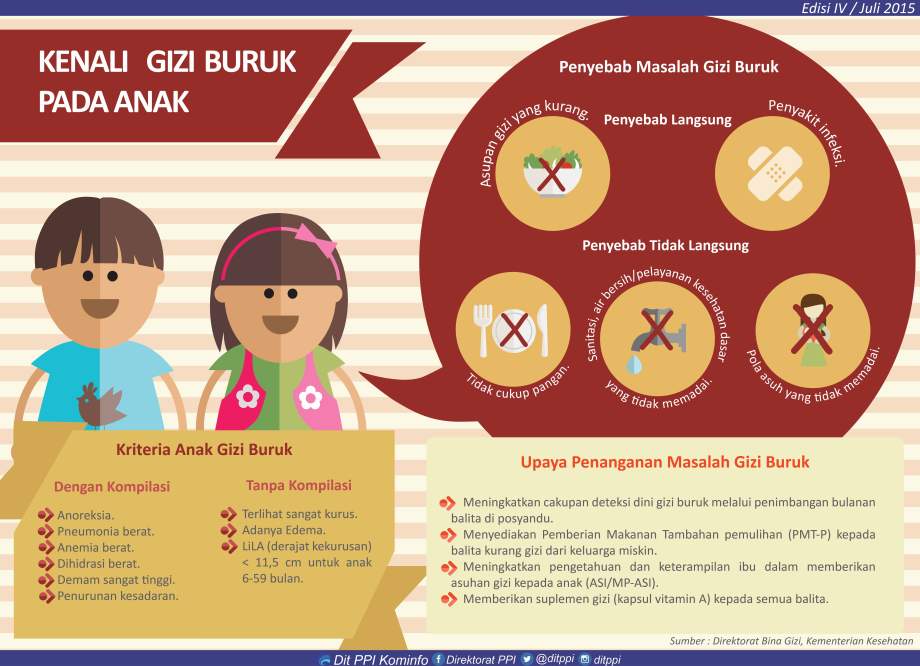 Edisi IV / Juli 2015
KENALI GIZI BURUK
PADA ANAK
Penyebab Masalah Gizi Buruk
Penyebab Langsung
Asupan gizi yang kurang.
Penyakit infeksi.
Penyebab Tidak Langsung
Tidak cukup pangan.
Sanitasi, air bersih/pelayanan kesehatan dasar
yang tidak memadai.
Pola asuh yang tidak memadai.
Kriteria Anak Gizi Buruk
Dengan Kompilasi
Anoreksia.
Pneumonia berat.
Anemia berat.
Dihidrasi berat.
Demam sangat tinggi.
Penurunan kesadaran.
Tanpa Kompilasi
Terlihat sangat kurus.
Adanya Edema.
LiLA (derajat kekurusan)
< 11,5 cm untuk anak
6-59 bulan.
Upaya Penanganan Masalah Gizi Buruk
Meningkatkan cakupan deteksi dini gizi buruk melalui penimbangan bulanan
balita di posyandu.
Menyediakan Pemberian Makanan Tambahan pemulihan (PMT-P) kepada
balita kurang gizi dari keluarga miskin.
Meningkatkan pengetahuan dan keterampilan ibu dalam memberikan
asuhan gizi kepada anak (ASI/MP-ASI).
Memberikan suplemen gizi (kapsul vitamin A) kepada semua balita.
Sumber : Direktorat Bina Gizi, Kementerian Kesehatan
Dit PPI Kominfo Direktorat PPI @ditppi ditppi